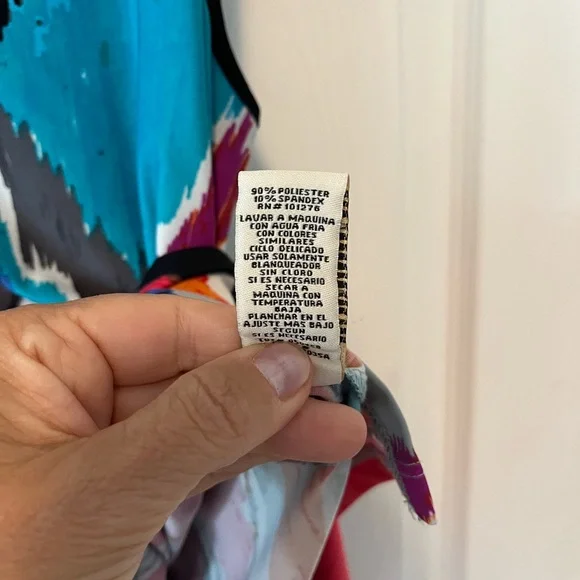 90% POLIESTER
10% SPANDEX
RN# 101276
LAVAR A MAQUINA
CON AGUA FRIA
CON COLORES
SIMILARES
CICLO DELICADO
USAR SOLAMENTE
BLANQUEADOR
SIN CLORO
SI ES NECESARIO
SECAR A
MAQUINA CON
TEMPERATURA
BAJA
PLANCHAR EN EL
AJUSTE MAS BAJO
SEGUN
SI ES NECESARIO